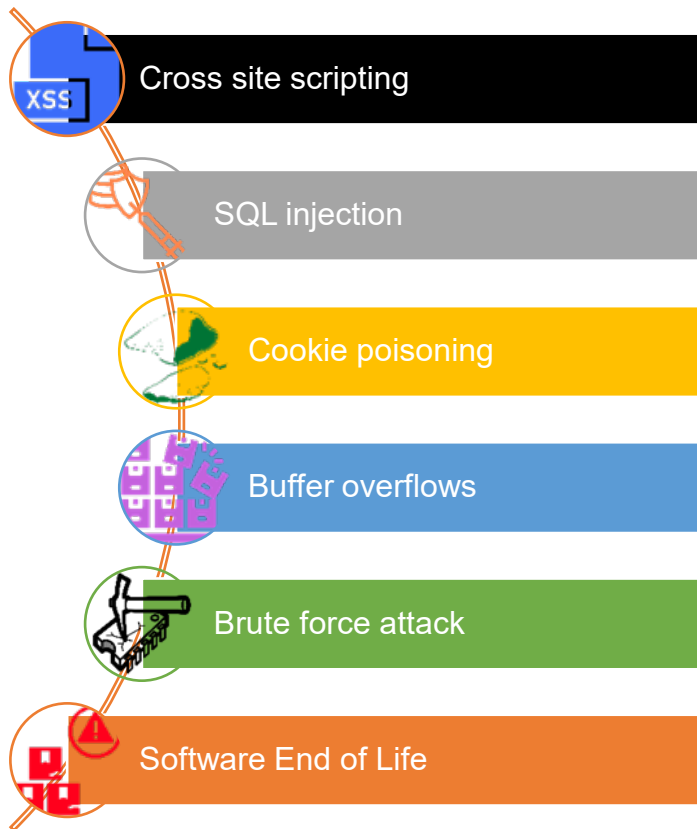 XSS
Cross site scripting
SQL injection
Cookie poisoning
Buffer overflows
Brute force attack
Software End of Life